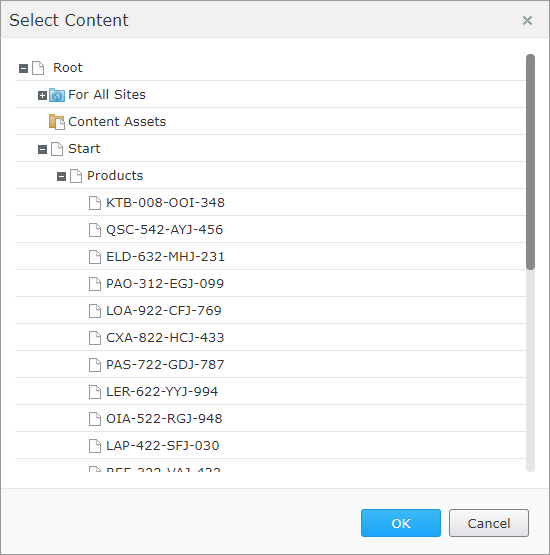 Select Content
Root
For All Sites
Content Assets
Start
Products
KTB-008-OOI-348
QSC-542-AYJ-456
ELD-632-MHJ-231
PAO-312-EGJ-099
LOA-922-CFJ-769
CXA-822-HCJ-433
PAS-722-GDJ-787
LER-622-YYJ-994
OIA-522-RGJ-948
LAP-422-SFJ-030
OK Cancel